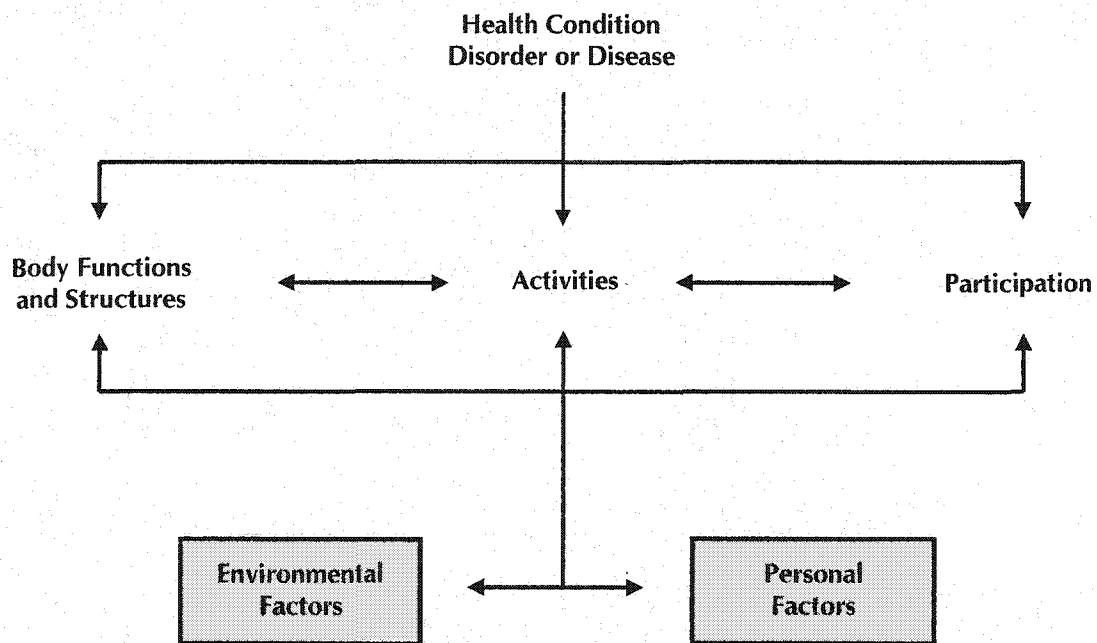 Health Condition
Disorder or Disease
Body Functions
and Structures
Activities
Participation
Environmental
Factors
Personal
Factors